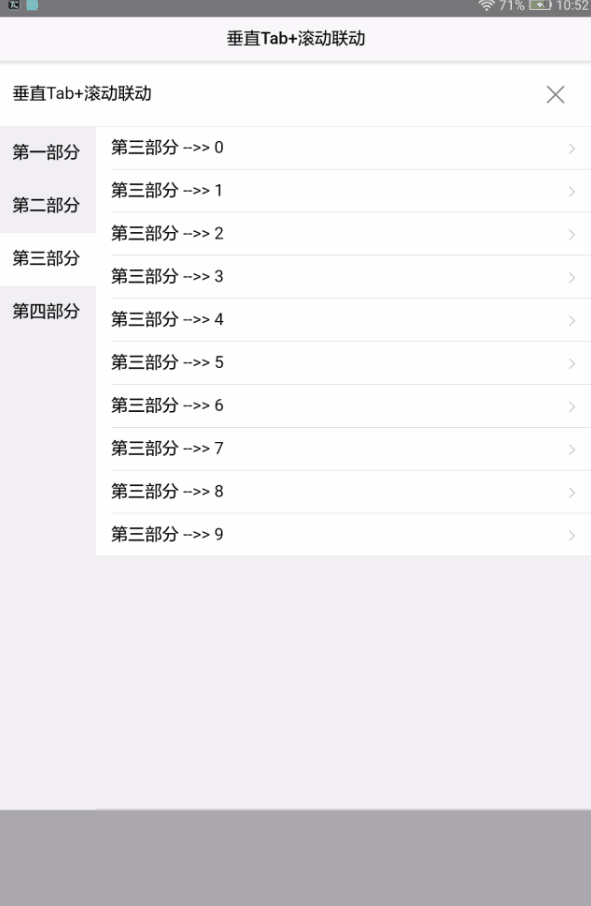 71% 10:52
垂直Tab+滚动联动
垂直Tab+滚动联动
第一部分
第二部分
第三部分
第四部分
第三部分 -->> 0
第三部分 -->> 1
第三部分 -->> 2
第三部分 -->> 3
第三部分 -->> 4
第三部分 -->> 5
第三部分 -->> 6
第三部分 -->> 7
第三部分 -->> 8
第三部分 -->> 9